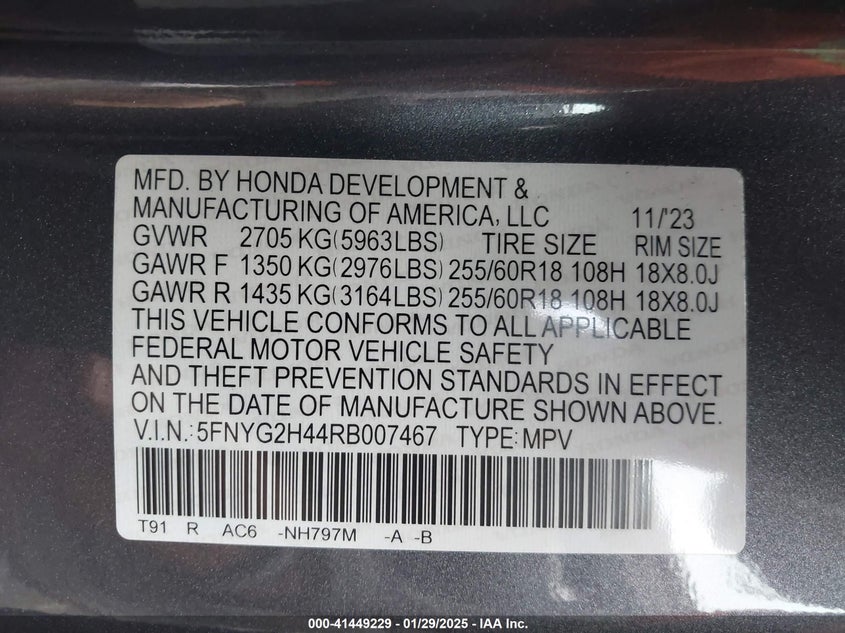 MFD. BY HONDA DEVELOPMENT &
MANUFACTURING OF AMERICA, LLC 11/'23
GVWR 2705 KG(5963LBS) TIRE SIZE RIM SIZE
GAWR F 1350 KG(2976LBS) 255/60R18 108H 18X8.0J
GAWR R 1435 KG(3164LBS) 255/60R18 108H 18X8.0J
THIS VEHICLE CONFORMS TO ALL APPLICABLE
FEDERAL MOTOR VEHICLE SAFETY
AND THEFT PREVENTION STANDARDS IN EFFECT
ON THE DATE OF MANUFACTURE SHOWN ABOVE.
V.I.N.: 5FNYG2H44RB007467 TYPE: MPV
T91 R AC6 -NH797M -A -B
000-41449229 - 01/29/2025 - IAA Inc.